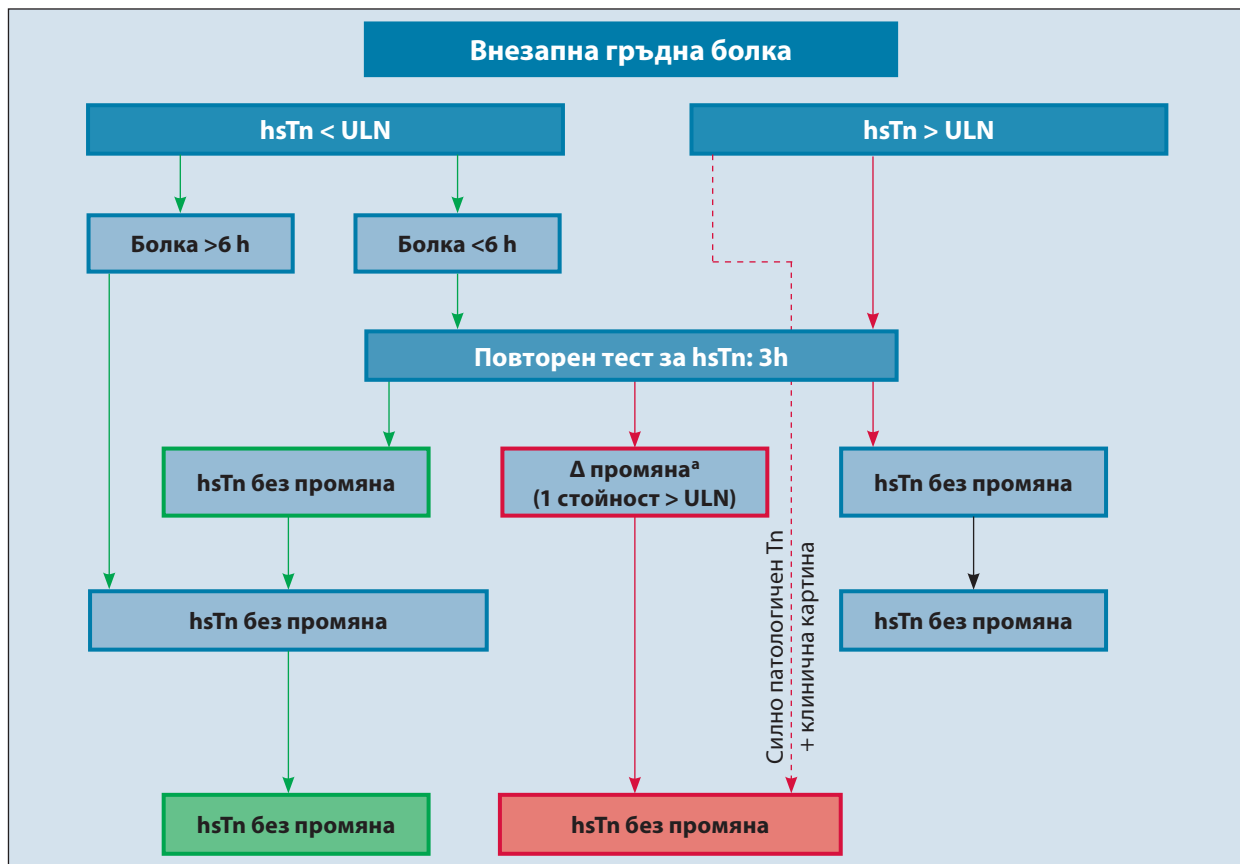 Внезапна гръдна болка
hsTn < ULN
hsTn > ULN
Болка >6 h
Болка <6 h
Повторен тест за hsTn: 3h
hsTn без промяна
Δ промянаᵃ
(1 стойност > ULN)
hsTn без промяна
Силно патологичен Tn
+ клинична картина
hsTn без промяна
hsTn без промяна
hsTn без промяна
hsTn без промяна